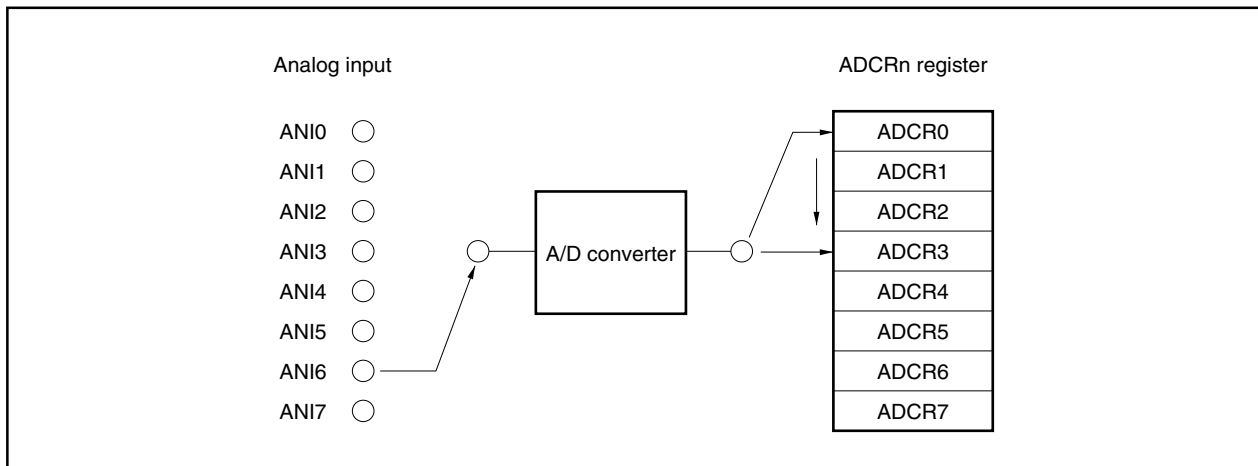 Analog input
ADCRn register
ANI0
ANI1
ANI2
ANI3
ANI4
ANI5
ANI6
ANI7
A/D converter
ADCR0
ADCR1
ADCR2
ADCR3
ADCR4
ADCR5
ADCR6
ADCR7